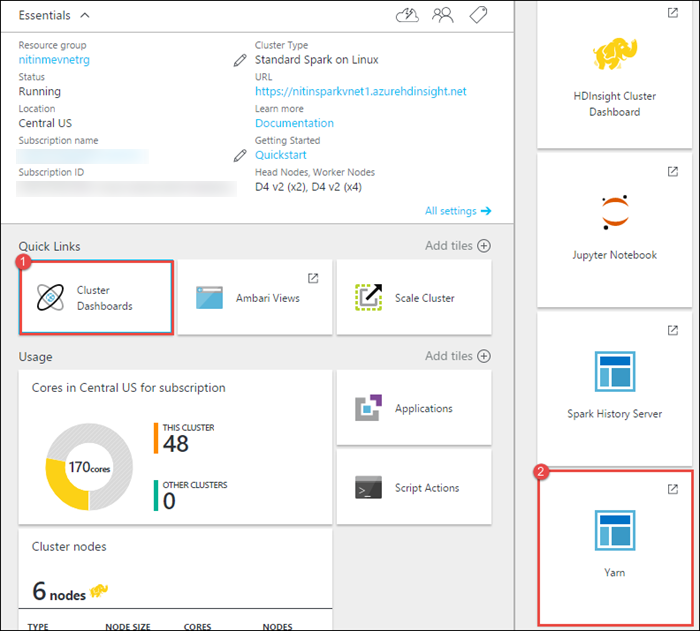 Essentials
Resource group
nitinmevnetrg
Status
Running
Location
Central US
Subscription name
Subscription ID
Cluster Type
Standard Spark on Linux
URL
https://nitinsparkvnet1.azurehdinsight.net
Learn more
Documentation
Getting Started
Quickstart
Head Nodes, Worker Nodes
D4 v2 (x2), D4 v2 (x4)
All settings
Quick Links
Add tiles
1
Cluster
Dashboards
Ambari Views
Scale Cluster
Usage
Add tiles
Cores in Central US for subscription
170 cores
THIS CLUSTER
48
OTHER CLUSTERS
0
Applications
>_
Script Actions
Cluster nodes
6 nodes
TYPE NODE SIZE CORES NODES
HDInsight Cluster
Dashboard
Jupyter Notebook
Spark History Server
2
Yarn